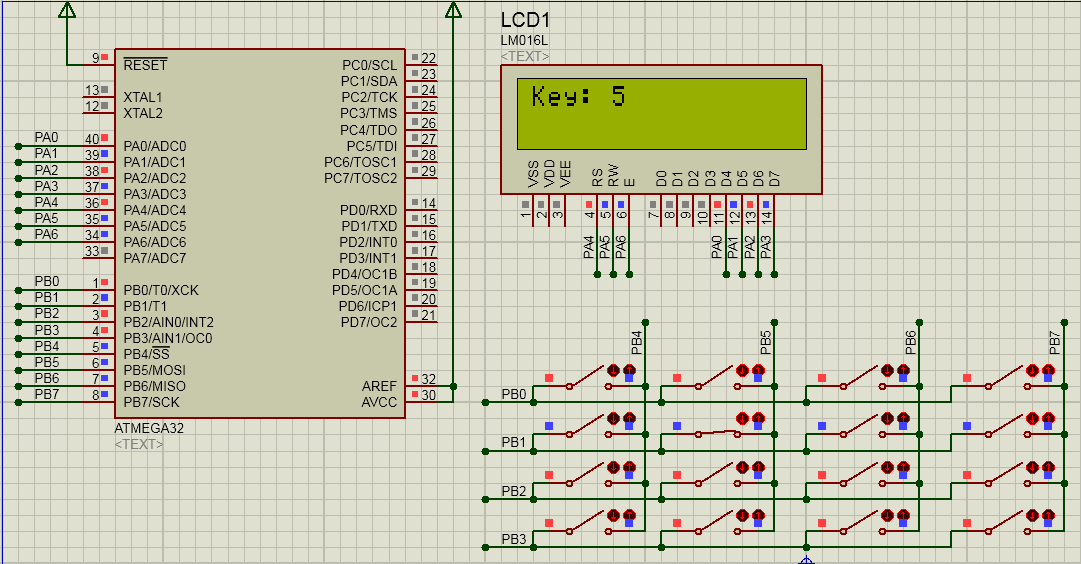 LCD1
LM016L
<TEXT>
Key: 5
VSS
VDD
VEE
RS
RW
E
D0
D1
D2
D3
D4
D5
D6
D7
1
2
3
4
5
6
7
8
9
10
11
12
13
14
PA4
PA5
PA6
PA0
PA1
PA2
PA3
9 RESET
13 XTAL1
12 XTAL2
PA0 40 PA0/ADC0
PA1 39 PA1/ADC1
PA2 38 PA2/ADC2
PA3 37 PA3/ADC3
PA4 36 PA4/ADC4
PA5 35 PA5/ADC5
PA6 34 PA6/ADC6
33 PA7/ADC7
PB0 1 PB0/T0/XCK
PB1 2 PB1/T1
PB2 3 PB2/AIN0/INT2
PB3 4 PB3/AIN1/OC0
PB4 5 PB4/SS
PB5 6 PB5/MOSI
PB6 7 PB6/MISO
PB7 8 PB7/SCK
PC0/SCL 22
PC1/SDA 23
PC2/TCK 24
PC3/TMS 25
PC4/TDO 26
PC5/TDI 27
PC6/TOSC1 28
PC7/TOSC2 29
PD0/RXD 14
PD1/TXD 15
PD2/INT0 16
PD3/INT1 17
PD4/OC1B 18
PD5/OC1A 19
PD6/ICP1 20
PD7/OC2 21
AREF 32
AVCC 30
ATMEGA32
<TEXT>
PB4
PB5
PB6
PB7
PB0
PB1
PB2
PB3